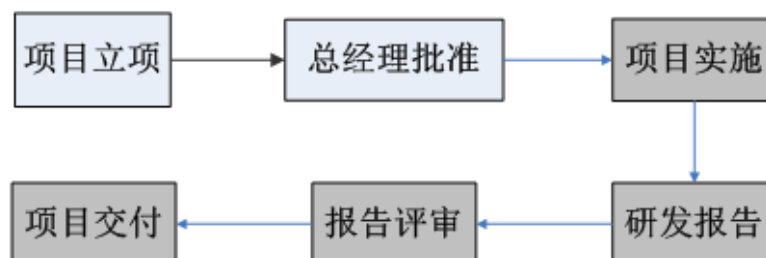 项目立项
总经理批准
项目实施
研发报告
报告评审
项目交付